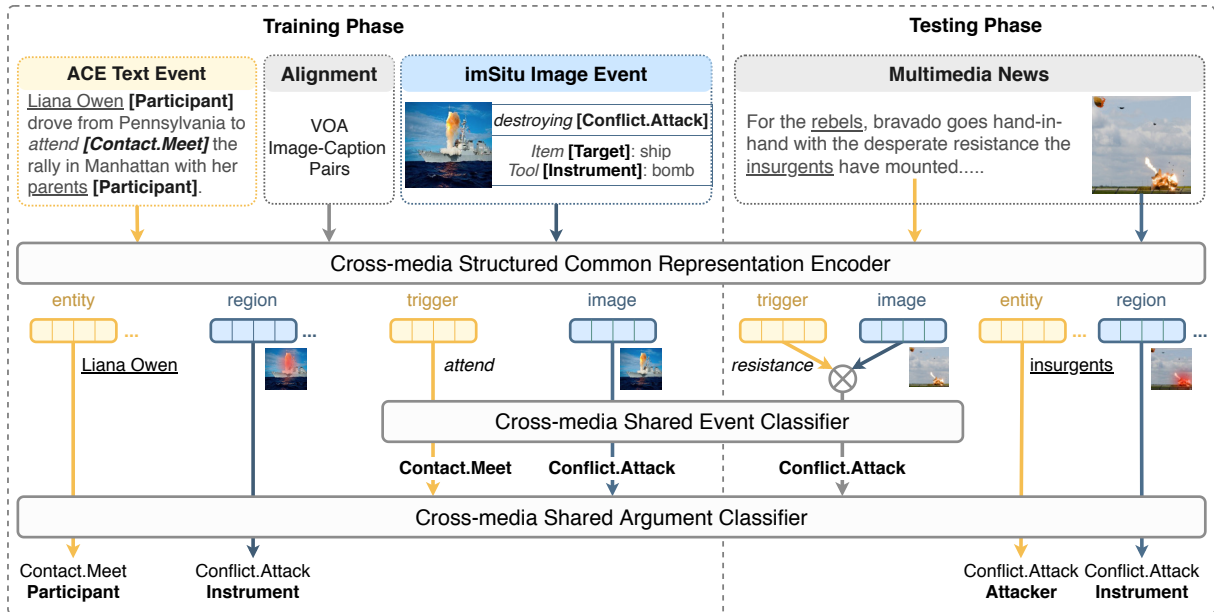 Training Phase
Testing Phase
ACE Text Event
Liana Owen [Participant]
drove from Pennsylvania to
attend [Contact.Meet] the
rally in Manhattan with her
parents [Participant].
Alignment
VOA
Image-Caption
Pairs
imSitu Image Event
destroying [Conflict.Attack]
Item [Target]: ship
Tool [Instrument]: bomb
Multimedia News
For the rebels, bravado goes hand-in-
hand with the desperate resistance the
insurgents have mounted.....
Cross-media Structured Common Representation Encoder
entity
region
trigger
image
trigger
image
entity
region
...
...
...
...
Liana Owen
attend
resistance
insurgents
Cross-media Shared Event Classifier
Contact.Meet
Conflict.Attack
Conflict.Attack
Cross-media Shared Argument Classifier
Contact.Meet
Participant
Conflict.Attack
Instrument
Conflict.Attack
Attacker
Conflict.Attack
Instrument